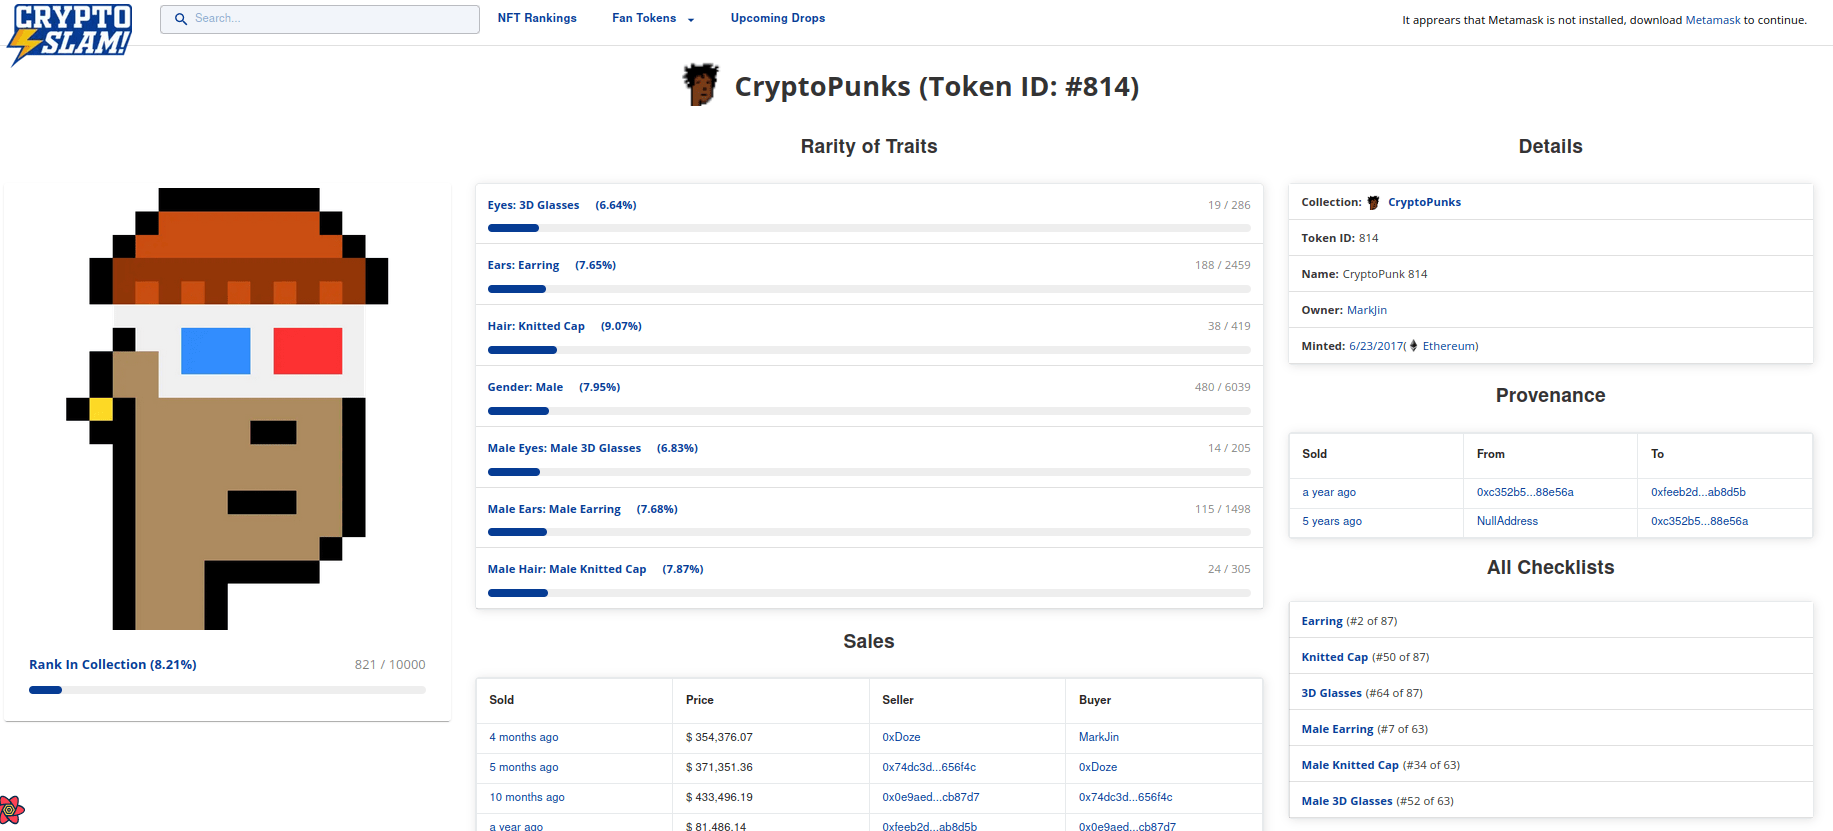 CRYPTO
SLAM!
Search...
NFT Rankings
Fan Tokens
Upcoming Drops
It apprears that Metamask is not installed, download Metamask to continue.
CryptoPunks (Token ID: #814)
Rarity of Traits
Eyes: 3D Glasses (6.64%) 19 / 286
Ears: Earring (7.65%) 188 / 2459
Hair: Knitted Cap (9.07%) 38 / 419
Gender: Male (7.95%) 480 / 6039
Male Eyes: Male 3D Glasses (6.83%) 14 / 205
Male Ears: Male Earring (7.68%) 115 / 1498
Male Hair: Male Knitted Cap (7.87%) 24 / 305
Rank In Collection (8.21%) 821 / 10000
Sales
Sold Price Seller Buyer
4 months ago $ 354,376.07 0xDoze MarkJin
5 months ago $ 371,351.36 0x74dc3d...656f4c 0xDoze
10 months ago $ 433,496.19 0x0e9aed...cb87d7 0x74dc3d...656f4c
a year ago $ 81,486.14 0xfeeb2d...ab8d5b 0x0e9aed...cb87d7
Details
Collection: CryptoPunks
Token ID: 814
Name: CryptoPunk 814
Owner: MarkJin
Minted: 6/23/2017( Ethereum)
Provenance
Sold From To
a year ago 0xc352b5...88e56a 0xfeeb2d...ab8d5b
5 years ago NullAddress 0xc352b5...88e56a
All Checklists
Earring (#2 of 87)
Knitted Cap (#50 of 87)
3D Glasses (#64 of 87)
Male Earring (#7 of 63)
Male Knitted Cap (#34 of 63)
Male 3D Glasses (#52 of 63)